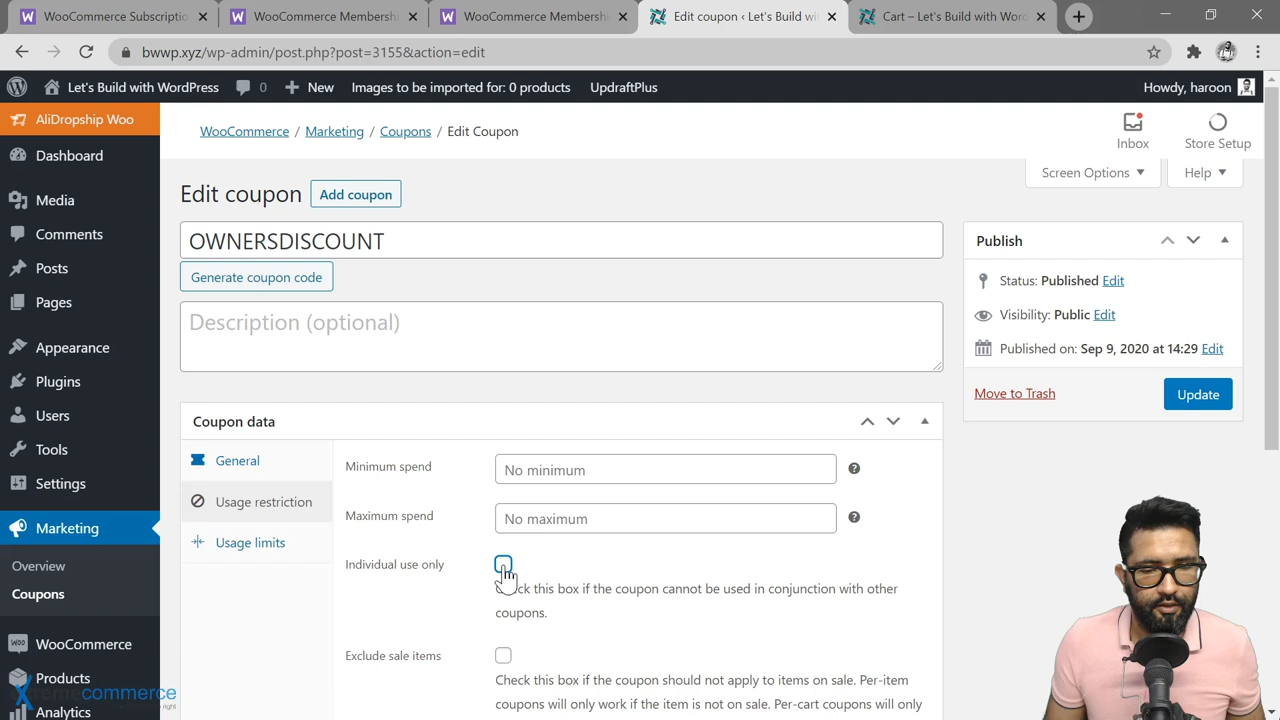 WooCommerce Subscriptio
WooCommerce Membershi
WooCommerce Membershi
Edit coupon ‹ Let's Build with
Cart – Let's Build with Wor
bwwp.xyz/wp-admin/post.php?post=3155&action=edit
Let's Build with WordPress
0
New
Images to be imported for: 0 products
UpdraftPlus
Howdy, haroon
AliDropship Woo
Dashboard
Media
Comments
Posts
Pages
Appearance
Plugins
Users
Tools
Settings
Marketing
Overview
Coupons
WooCommerce
Products
Analytics
WooCommerce / Marketing / Coupons / Edit Coupon
Inbox
Store Setup
Screen Options
Help
Edit coupon
Add coupon
OWNERSDISCOUNT
Generate coupon code
Description (optional)
Coupon data
General
Usage restriction
Usage limits
Minimum spend
No minimum
Maximum spend
No maximum
Individual use only
Check this box if the coupon cannot be used in conjunction with other
coupons.
Exclude sale items
Check this box if the coupon should not apply to items on sale. Per-item
coupons will only work if the item is not on sale. Per-cart coupons will only
Publish
Status: Published Edit
Visibility: Public Edit
Published on: Sep 9, 2020 at 14:29 Edit
Move to Trash
Update
commerce